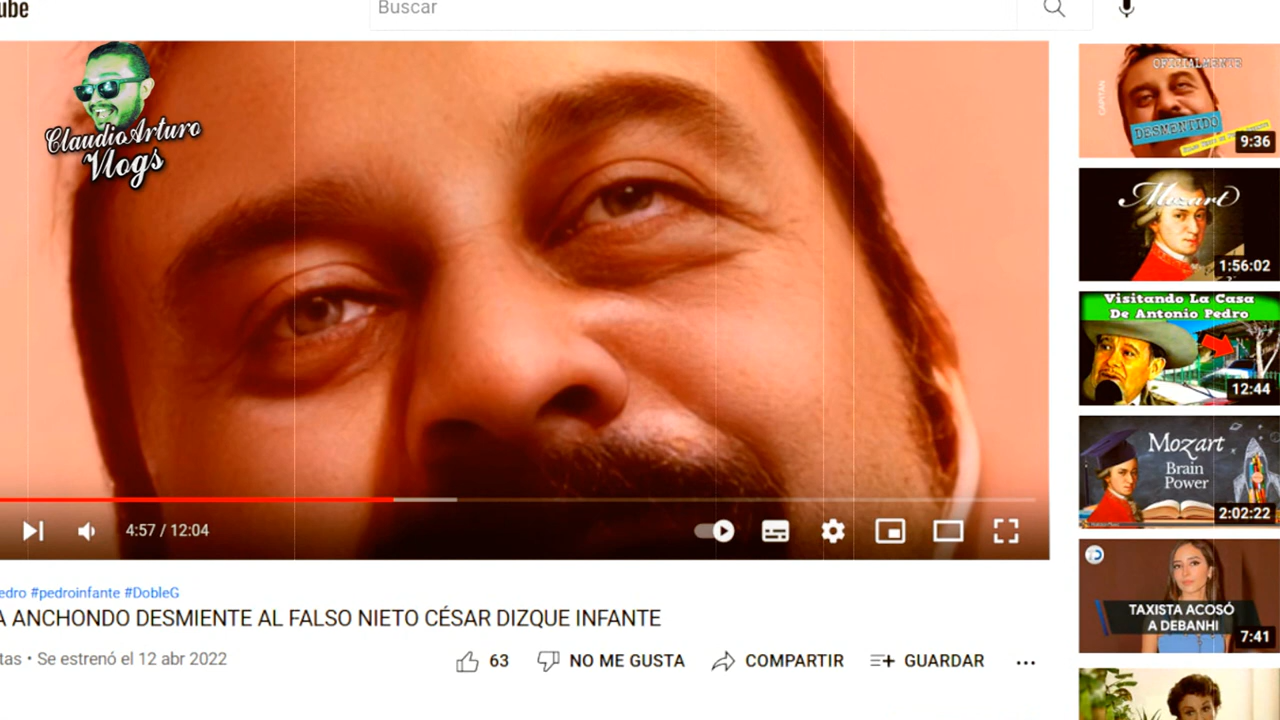 ube
Buscar
ClaudioArturo
Vlogs
4:57 / 12:04
edro #pedroinfante #DobleG
A ANCHONDO DESMIENTE AL FALSO NIETO CÉSAR DIZQUE INFANTE
tas • Se estrenó el 12 abr 2022
63
NO ME GUSTA
COMPARTIR
GUARDAR
OFICIALMENTE
CAPITAN
DESMENTIDO
9:36
Mozart
1:56:02
Visitando La Casa
De Antonio Pedro
12:44
Mozart
Brain
Power
2:02:22
TAXISTA ACOSÓ
A DEBANHI
7:41